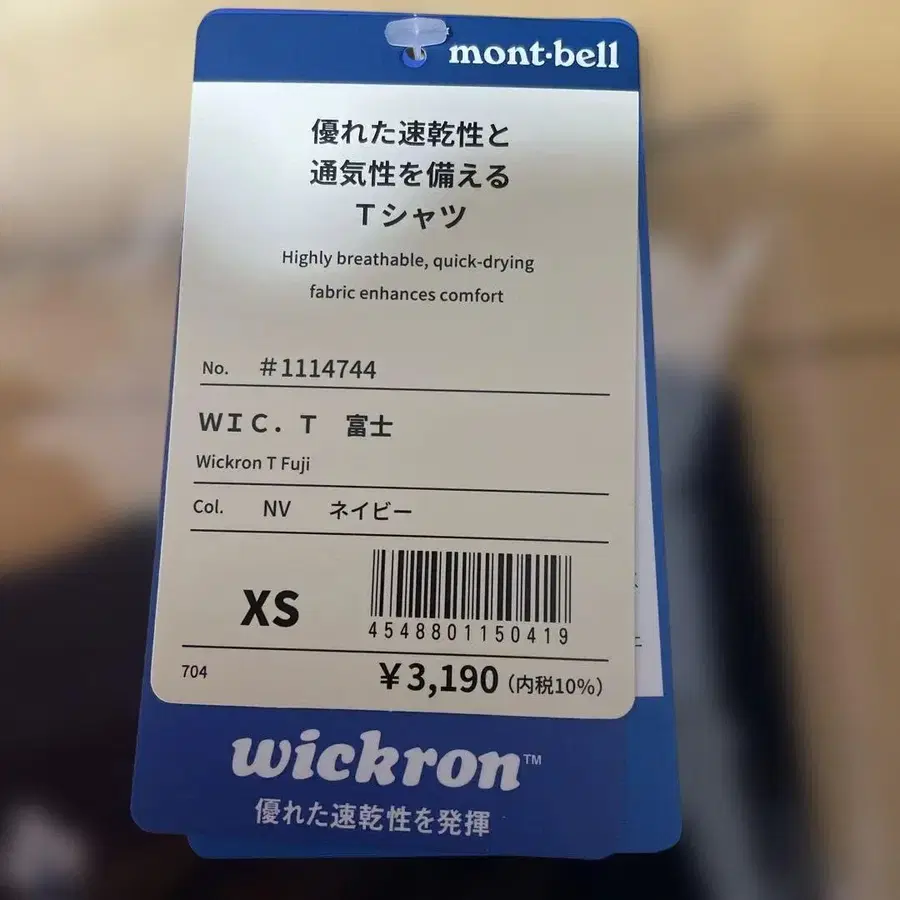 mont·bell
優れた速乾性と
通気性を備える
Tシャツ
Highly breathable, quick-drying
fabric enhances comfort
No. #1114744
WIC. T 富士
Wickron T Fuji
Col. NV ネイビー
XS
4548801150419
704 ¥3,190 (内税10%)
wickron™
優れた速乾性を発揮